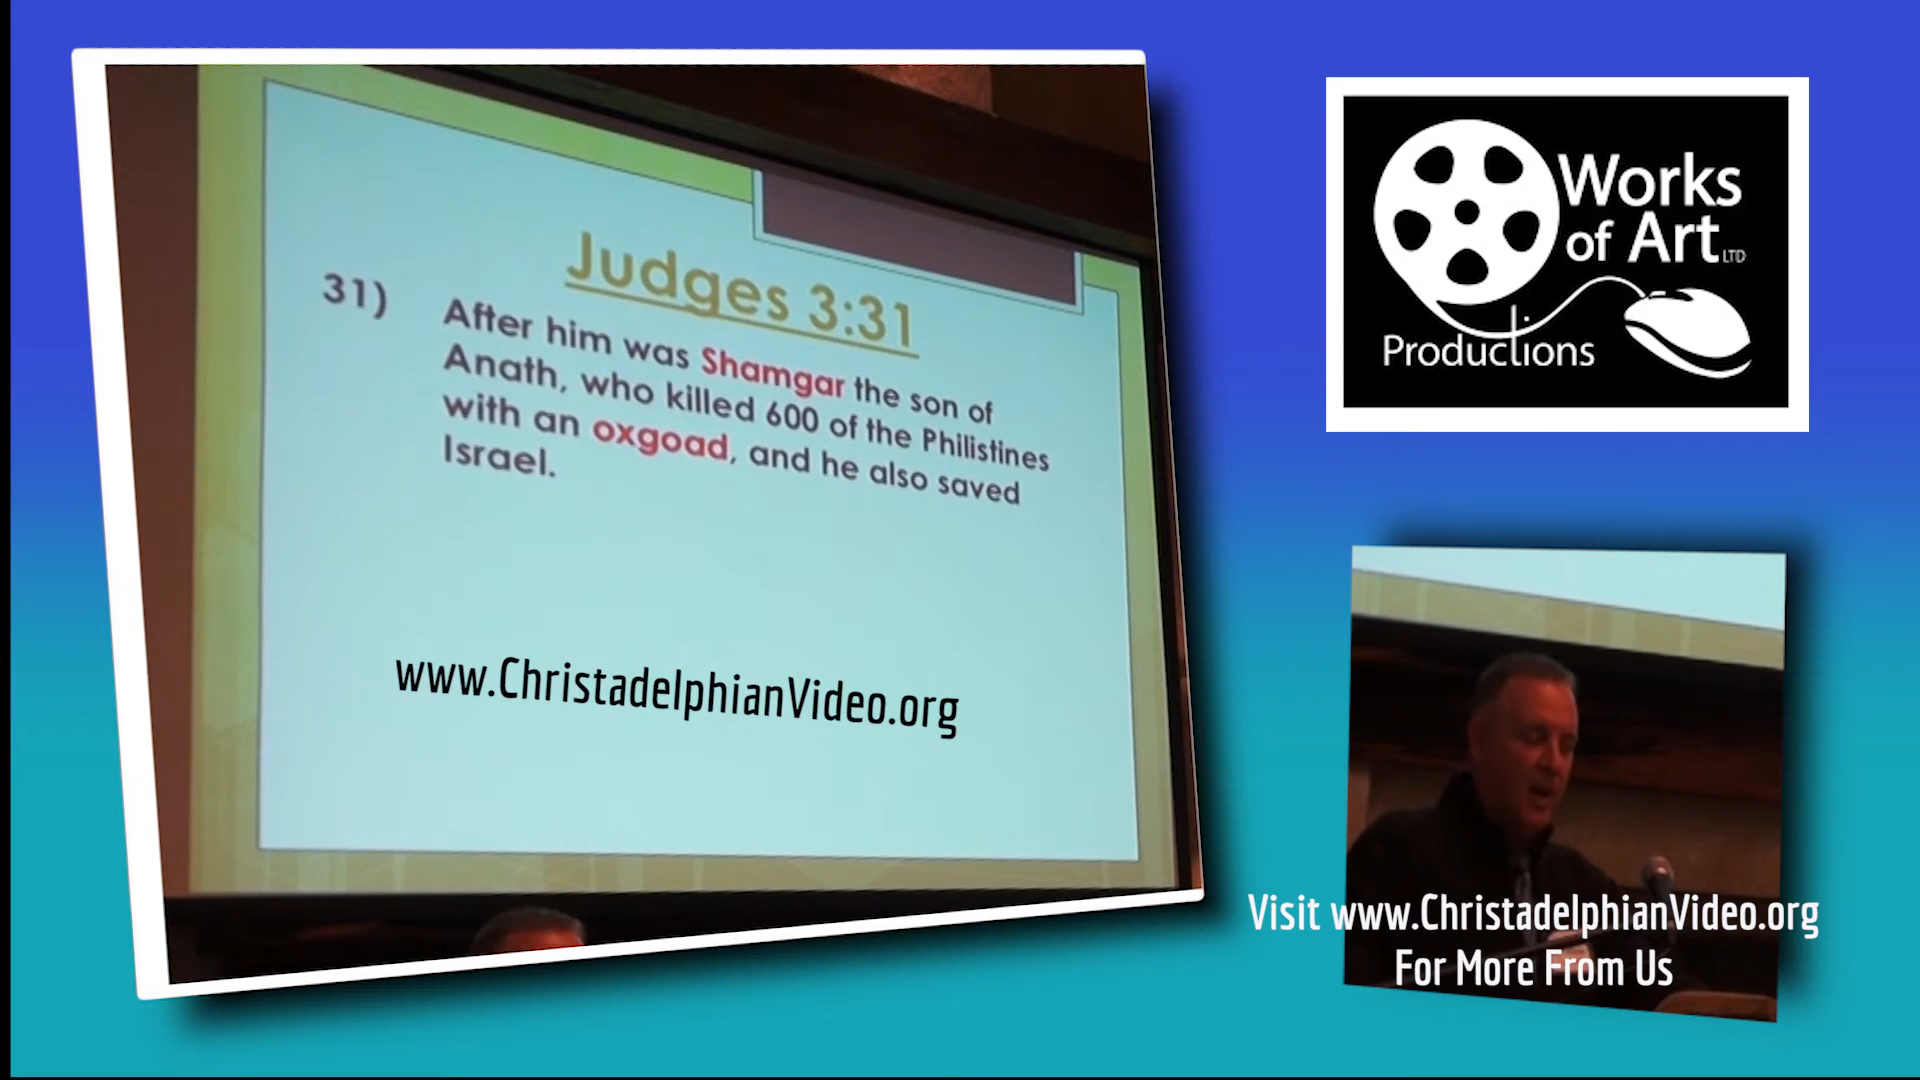 Judges 3:31
31) After him was Shamgar the son of
Anath, who killed 600 of the Philistines
with an oxgoad, and he also saved
Israel.
www.ChristadelphianVideo.org
Works
of Art LTD
Productions
Visit www.ChristadelphianVideo.org
For More From Us